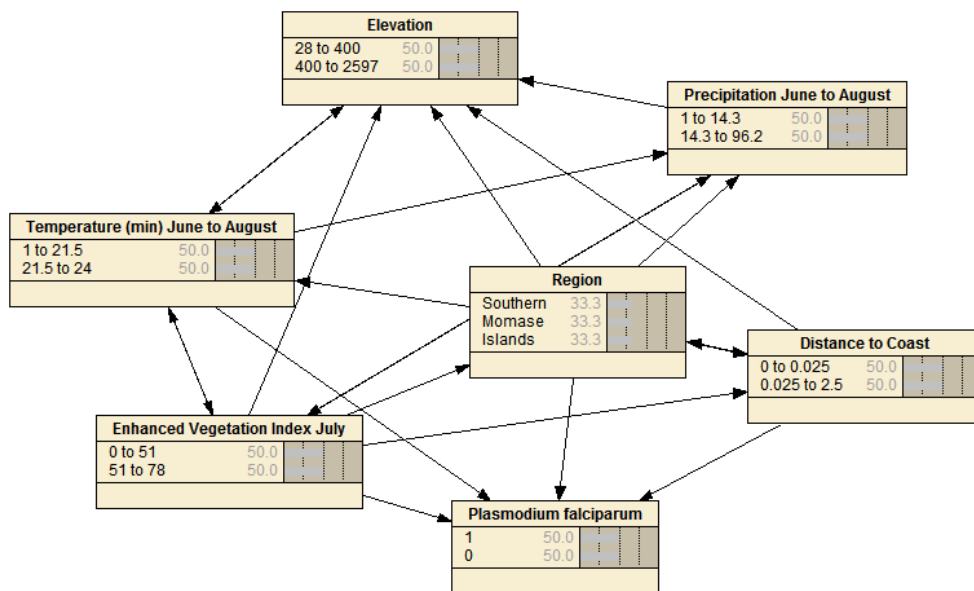 Elevation
28 to 400 50.0
400 to 2597 50.0
Precipitation June to August
1 to 14.3 50.0
14.3 to 96.2 50.0
Temperature (min) June to August
1 to 21.5 50.0
21.5 to 24 50.0
Region
Southern 33.3
Momase 33.3
Islands 33.3
Distance to Coast
0 to 0.025 50.0
0.025 to 2.5 50.0
Enhanced Vegetation Index July
0 to 51 50.0
51 to 78 50.0
Plasmodium falciparum
1 50.0
0 50.0